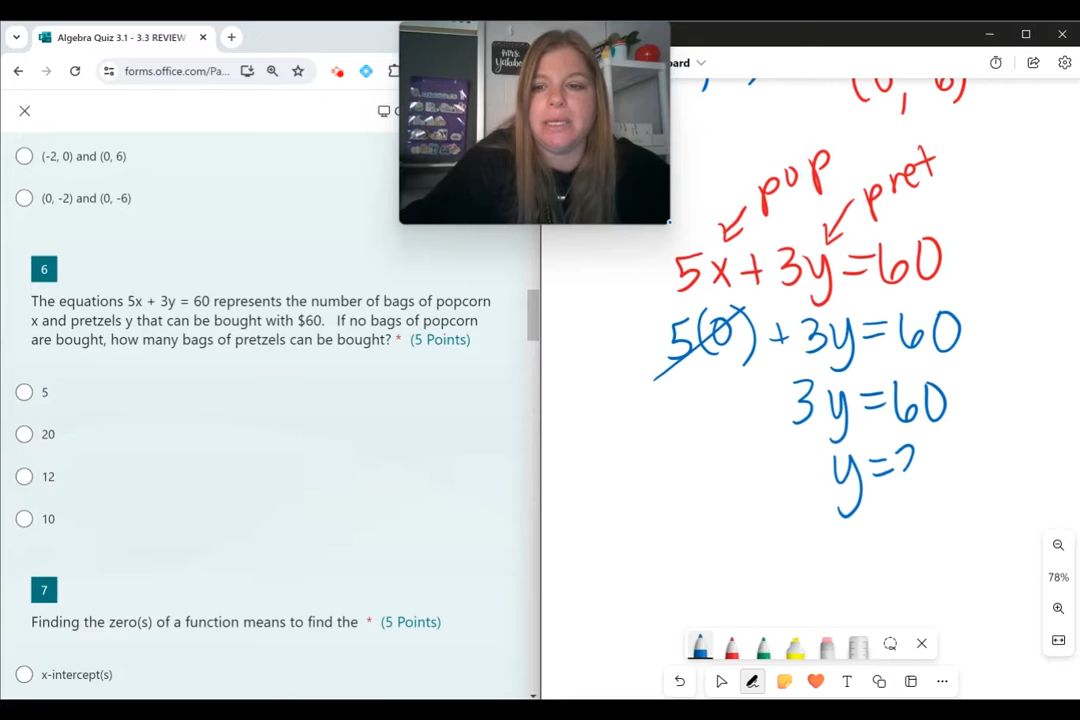 Algebra Quiz 3.1 - 3.3 REVIEW
forms.office.com/Pa...
(-2, 0) and (0, 6)
(0, -2) and (0, -6)
6
The equations 5x + 3y = 60 represents the number of bags of popcorn
x and pretzels y that can be bought with $60. If no bags of popcorn
are bought, how many bags of pretzels can be bought? * (5 Points)
5
20
12
10
7
Finding the zero(s) of a function means to find the * (5 Points)
x-intercept(s)
Mrs.
Yakubow
pop
pret
5x + 3y = 60
5(0) + 3y = 60
3y = 60
y = 2
78%
T